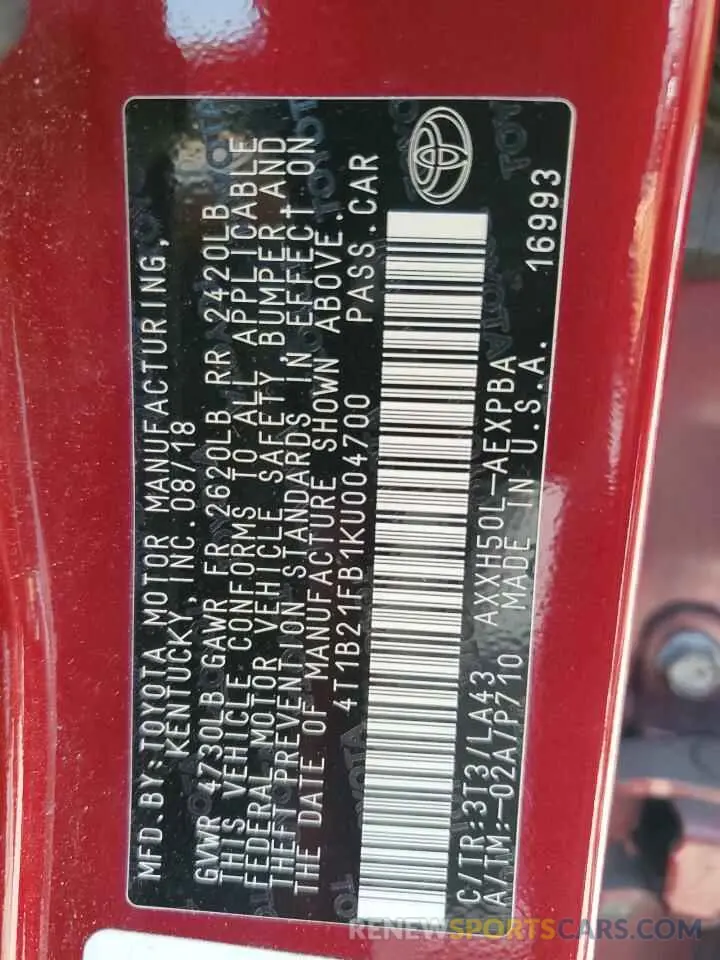 MFD.BY:TOYOTA MOTOR MANUFACTURING,
KENTUCKY, INC.08/18
GVWR 4730LB GAWR FR 2620LB RR 2420LB
THIS VEHICLE CONFORMS TO ALL APPLICABLE
FEDERAL MOTOR VEHICLE SAFETY, BUMPER AND
THEFT PREVENTION STANDARDS IN EFFECT ON
THE DATE OF MANUFACTURE SHOWN ABOVE.
4T1B21FB1KU004700 PASS.CAR
C/TR:3T3/LA43 AXXH50L-AEXPBA
A/TM:-02A/P710 MADE IN U.S.A. 16993
RENEWSPORTSCARS.COM